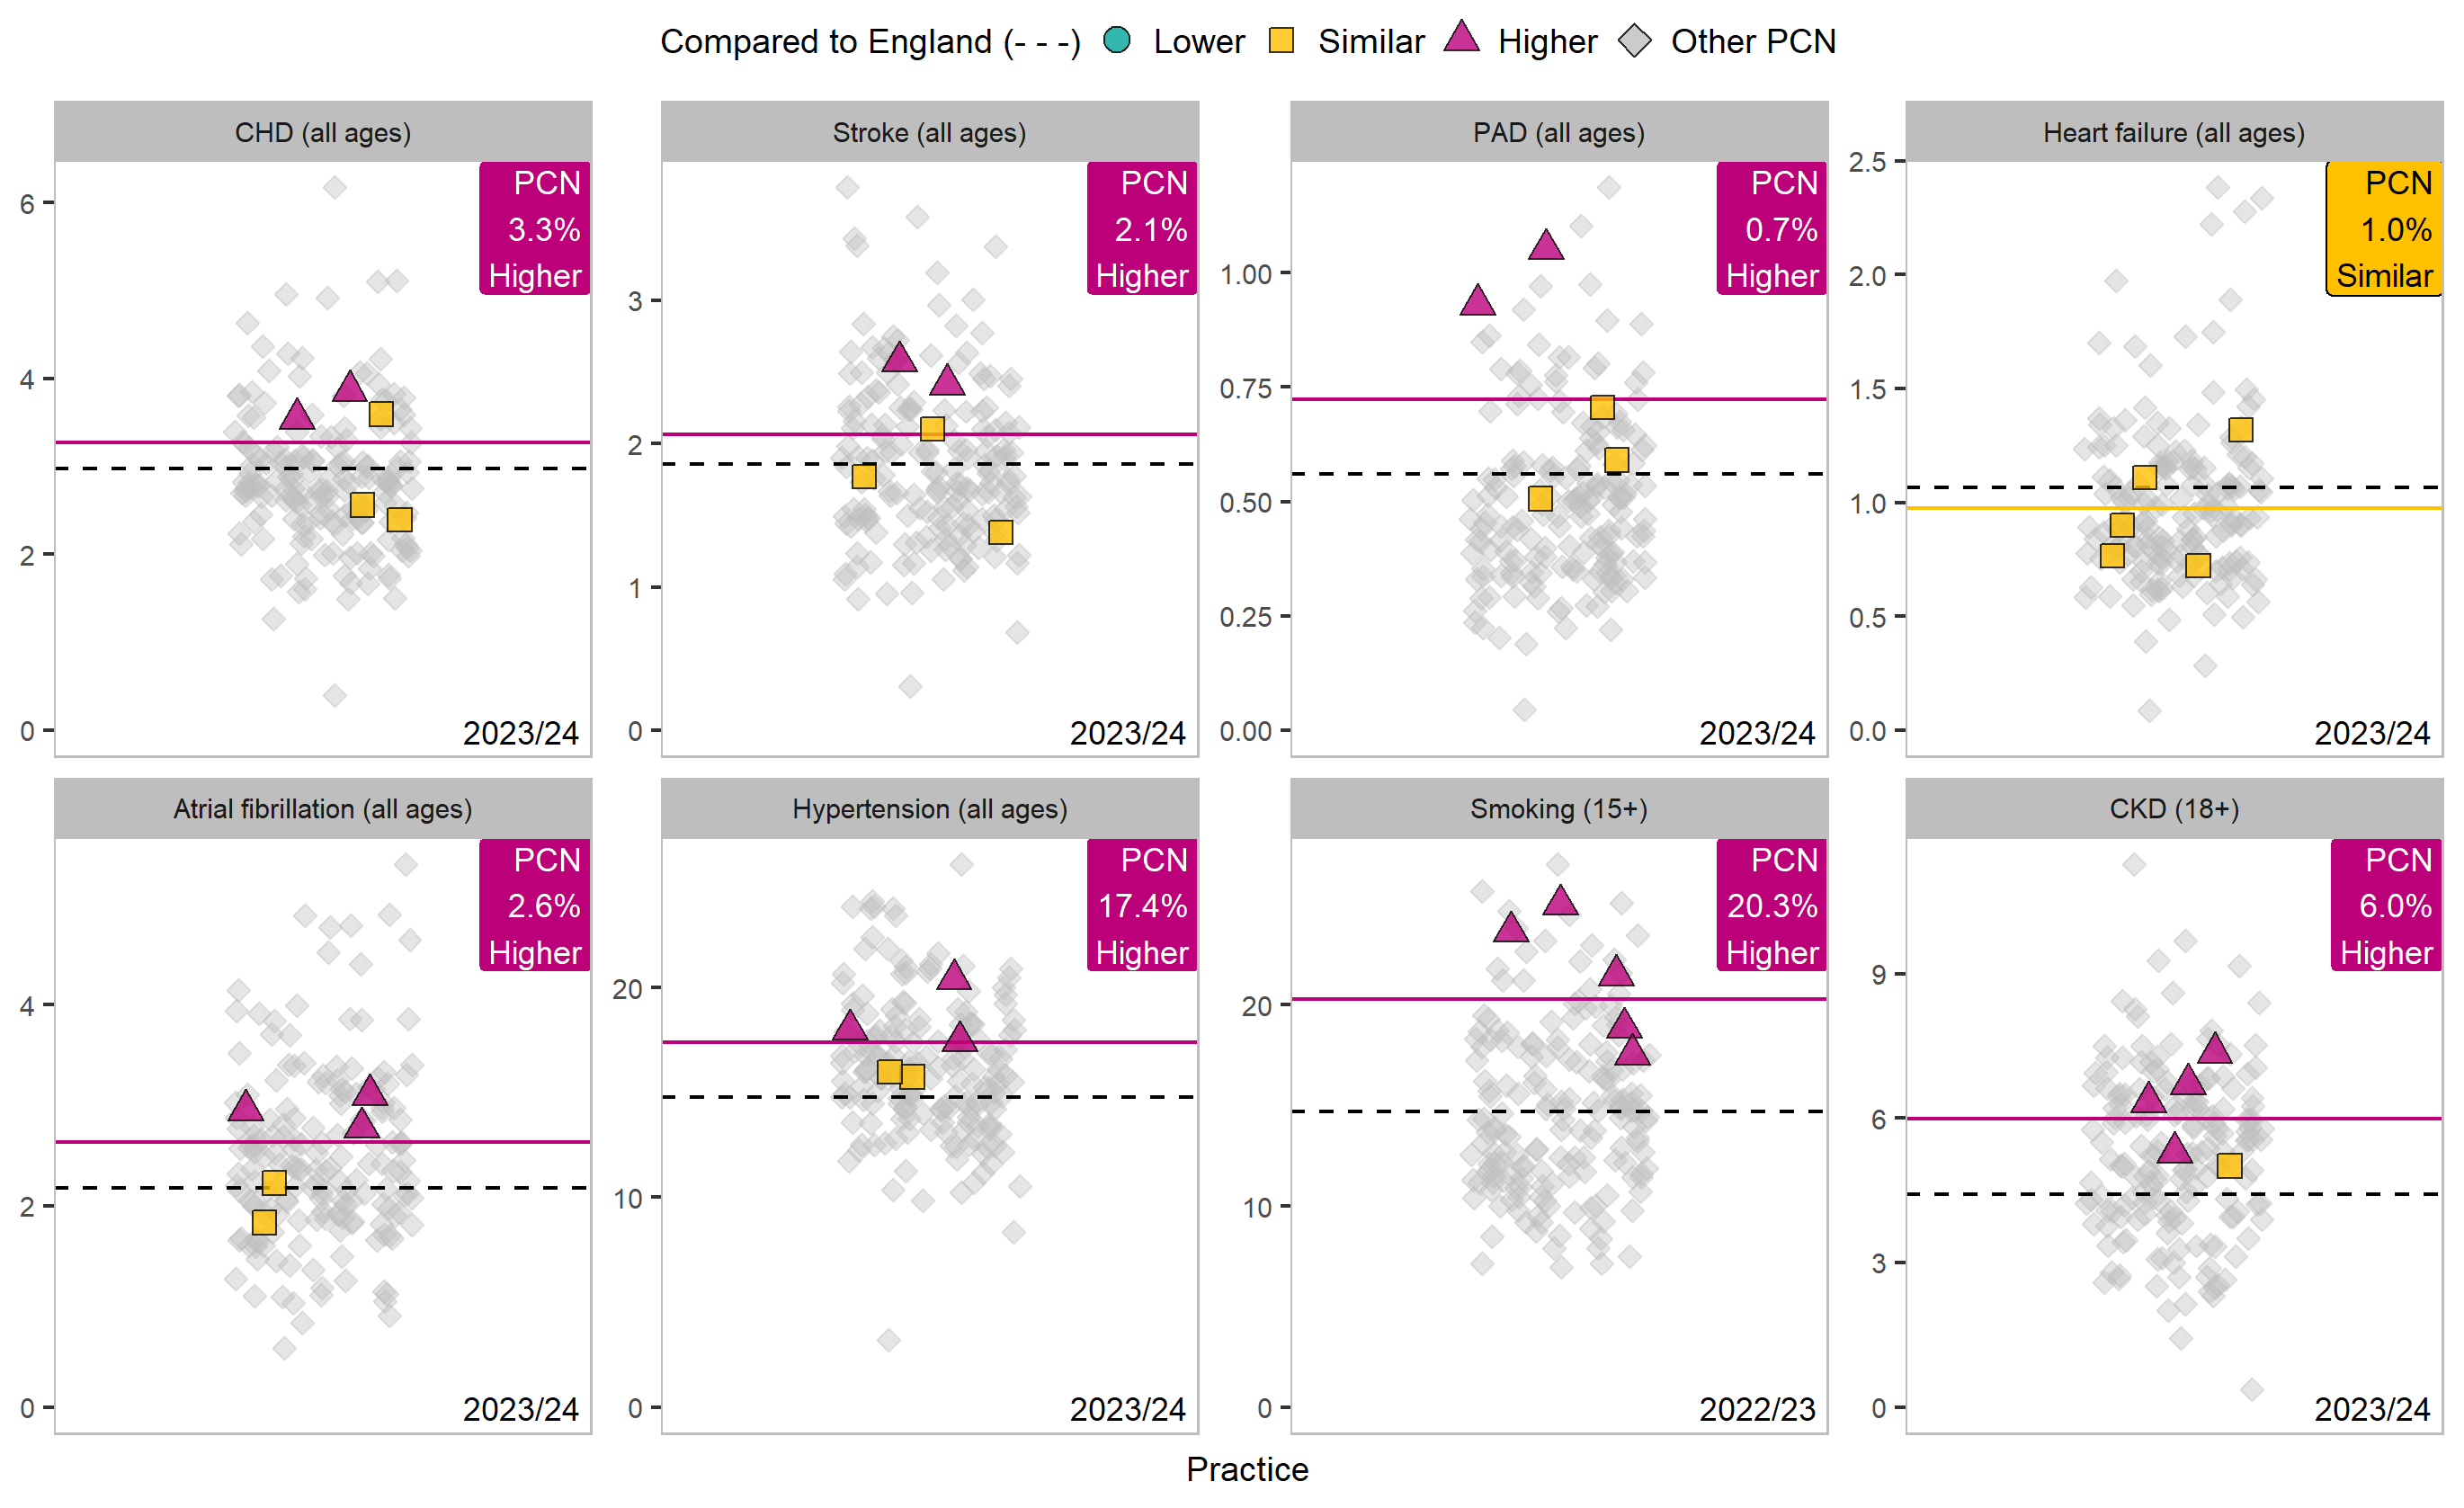 Compared to England (- - -) Lower Similar Higher Other PCN
CHD (all ages)
PCN
3.3%
Higher
6
4
2
0
2023/24
Stroke (all ages)
PCN
2.1%
Higher
3
2
1
0
2023/24
PAD (all ages)
PCN
0.7%
Higher
1.00
0.75
0.50
0.25
0.00
2023/24
Heart failure (all ages)
PCN
1.0%
Similar
2.5
2.0
1.5
1.0
0.5
0.0
2023/24
Atrial fibrillation (all ages)
PCN
2.6%
Higher
4
2
0
2023/24
Hypertension (all ages)
PCN
17.4%
Higher
20
10
0
2023/24
Smoking (15+)
PCN
20.3%
Higher
20
10
0
2022/23
CKD (18+)
PCN
6.0%
Higher
9
6
3
0
2023/24
Practice